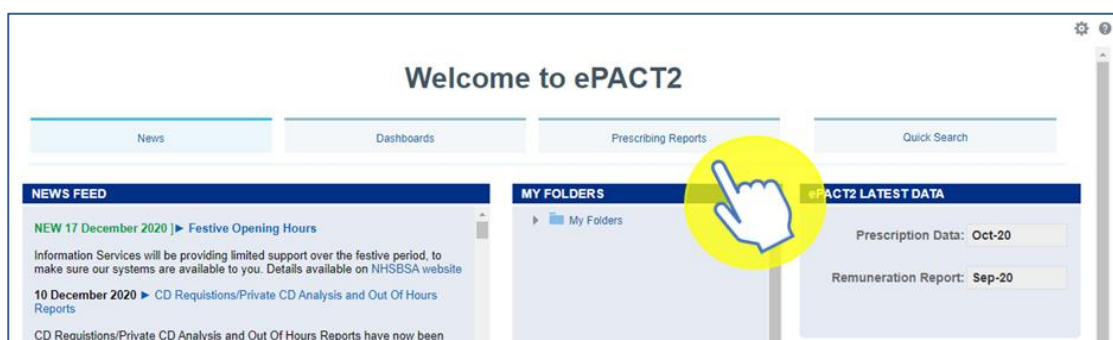 Welcome to ePACT2
News
Dashboards
Prescribing Reports
Quick Search
NEWS FEED
NEW 17 December 2020 ]► Festive Opening Hours
Information Services will be providing limited support over the festive period, to
make sure our systems are available to you. Details available on NHSBSA website
10 December 2020 ► CD Requistions/Private CD Analysis and Out Of Hours
Reports
CD Requistions/Private CD Analysis and Out Of Hours Reports have now been
MY FOLDERS
My Folders
ePACT2 LATEST DATA
Prescription Data: Oct-20
Remuneration Report: Sep-20